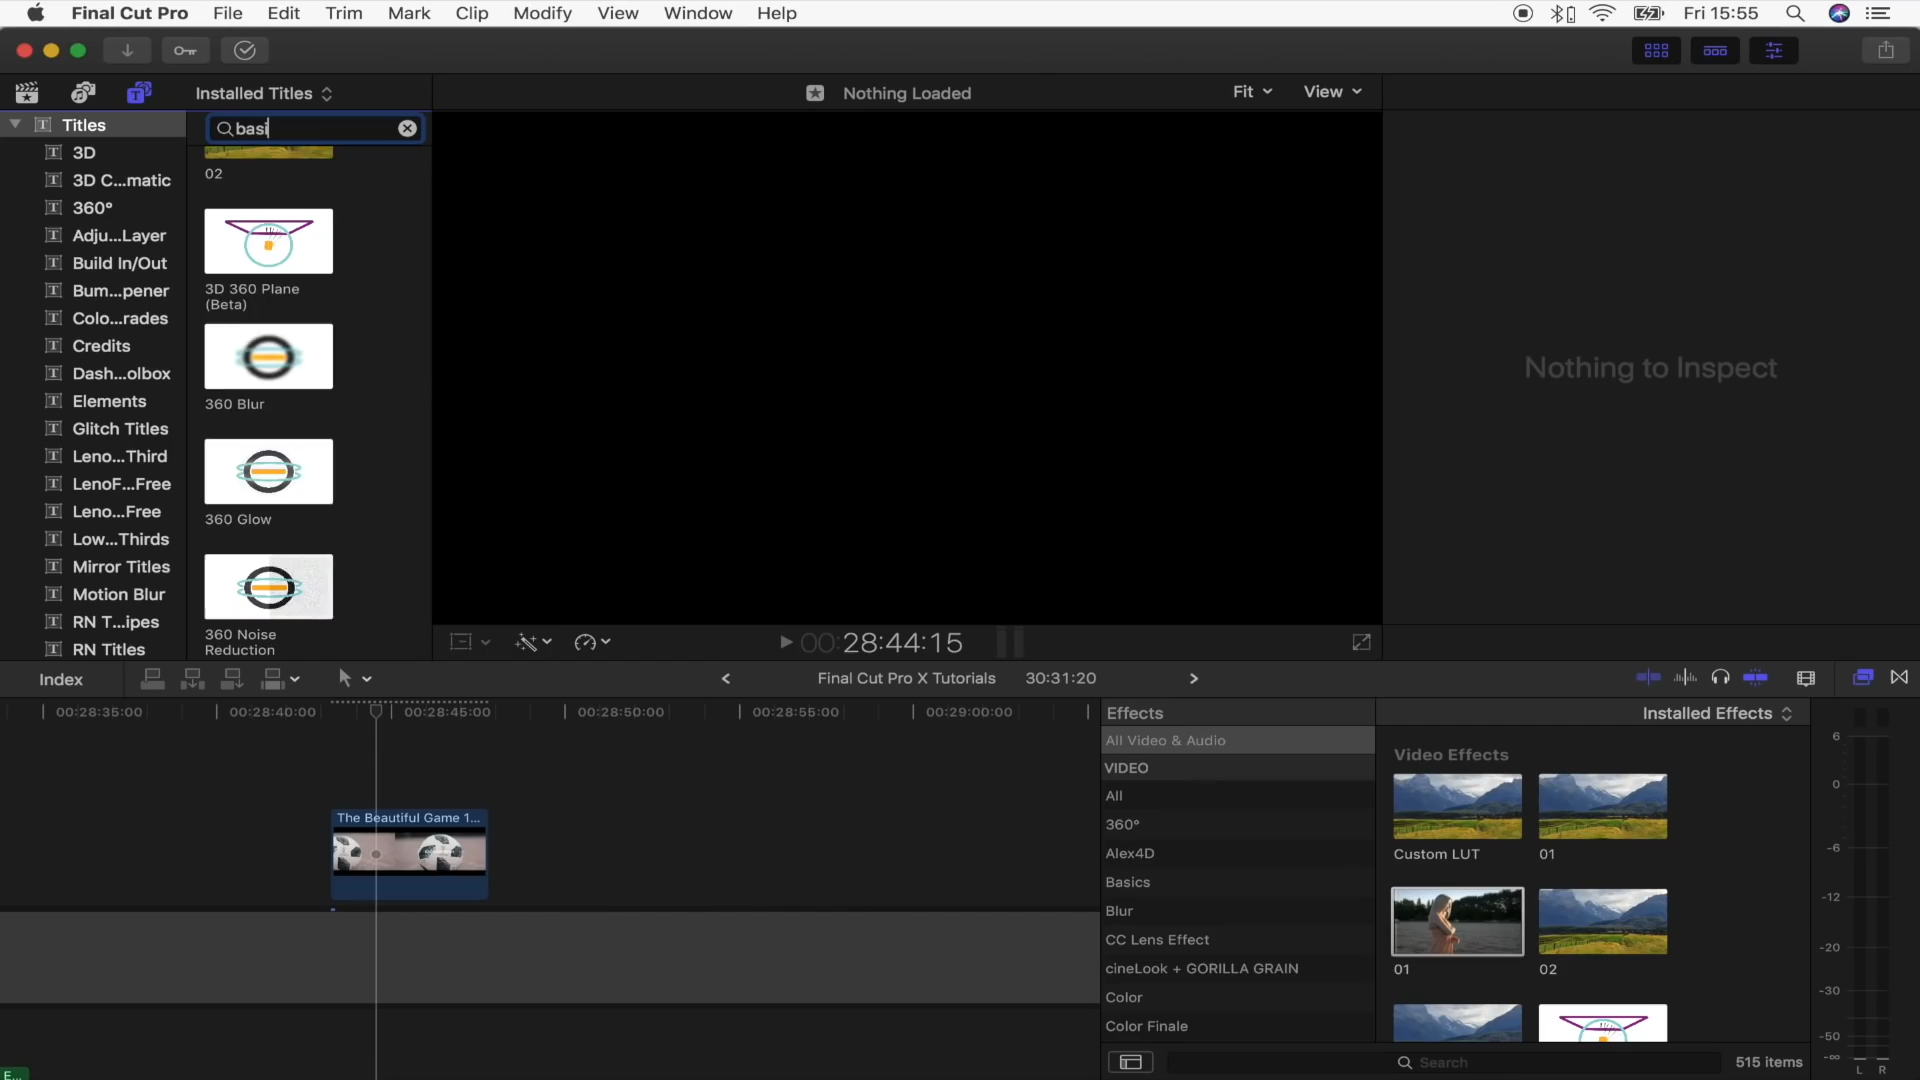 Final Cut Pro File Edit Trim Mark Clip Modify View Window Help Fri 15:55
Installed Titles
Nothing Loaded Fit View
Titles
basi
3D
3D C...matic
360°
Adju...Layer
Build In/Out
Bum...pener
Colo...rades
Credits
Dash...olbox
Elements
Glitch Titles
Leno...Third
LenoF...Free
Leno...Free
Low...Thirds
Mirror Titles
Motion Blur
RN T...ipes
RN Titles
02
3D 360 Plane
(Beta)
360 Blur
360 Glow
360 Noise
Reduction
Nothing to Inspect
00:28:44:15
Index
Final Cut Pro X Tutorials 30:31:20
00:28:35:00 00:28:40:00 00:28:45:00 00:28:50:00 00:28:55:00 00:29:00:00
The Beautiful Game 1...
E...
Effects
Installed Effects
All Video & Audio
VIDEO
All
360°
Alex4D
Basics
Blur
CC Lens Effect
cineLook + GORILLA GRAIN
Color
Color Finale
Video Effects
Custom LUT
01
01
02
Search
515 items
6
0
-6
-12
-20
-30
-50
-∞
L R